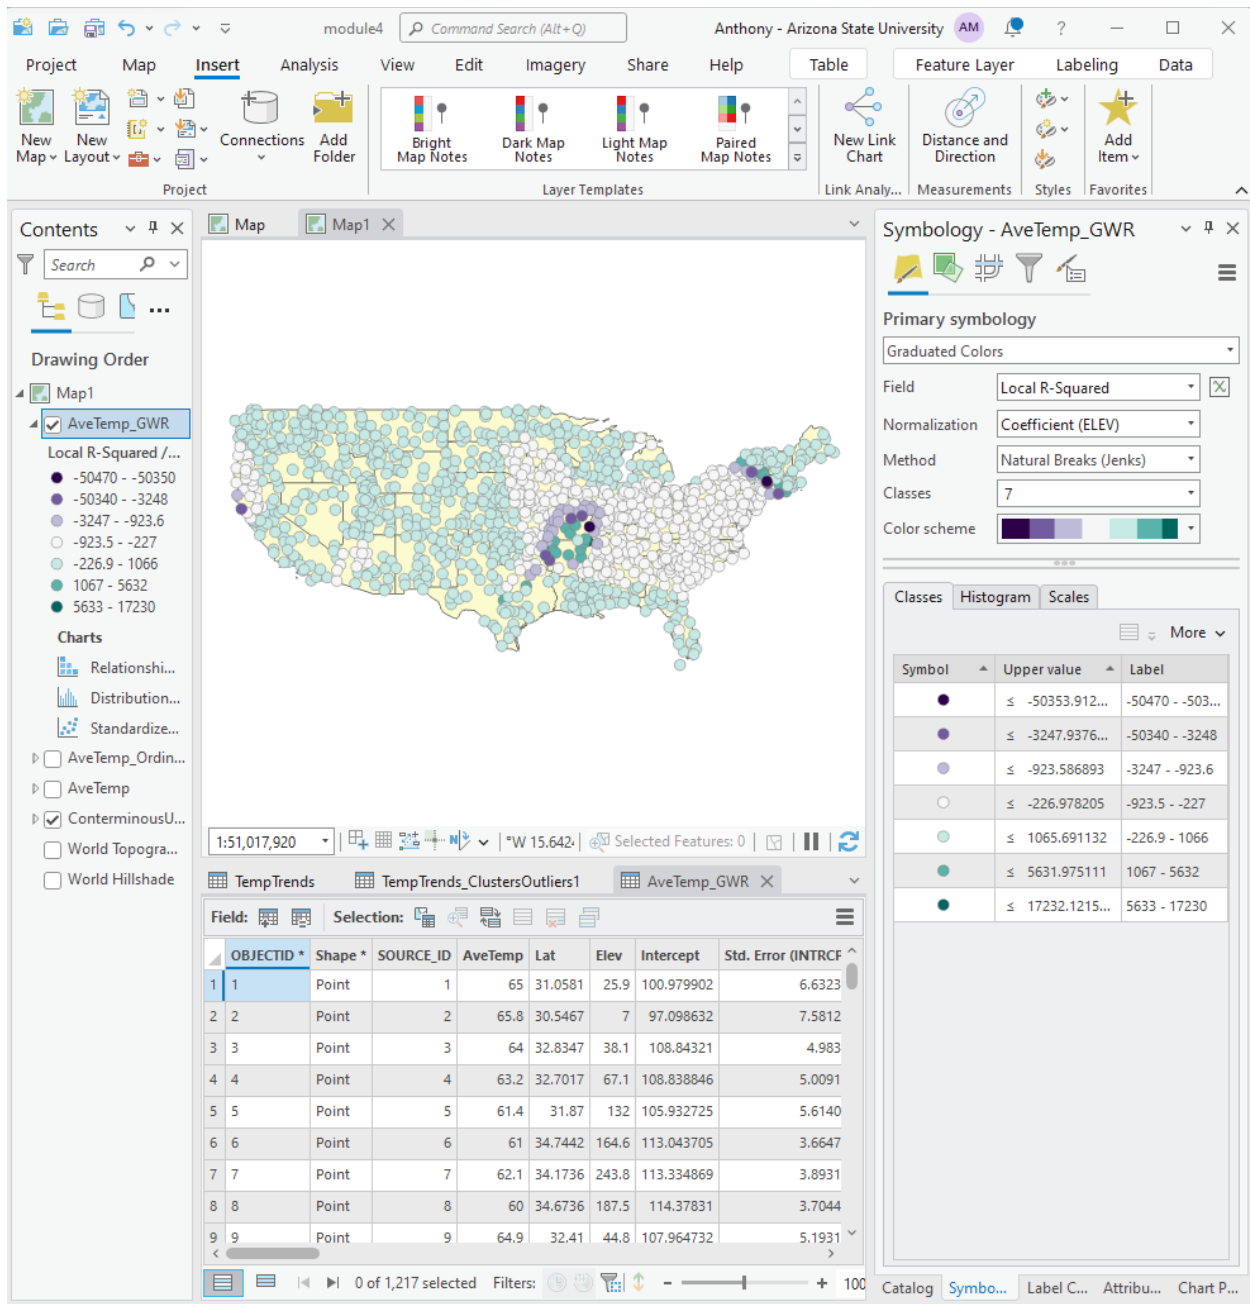 module4
Command Search (Alt+Q)
Anthony - Arizona State University
AM
?
Project Map Insert Analysis View Edit Imagery Share Help Table Feature Layer Labeling Data
New Map
New Layout
Connections
Add Folder
Bright Map Notes
Dark Map Notes
Light Map Notes
Paired Map Notes
New Link Chart
Distance and Direction
Add Item
Project
Layer Templates
Link Analy...
Measurements
Styles
Favorites
Contents
Search
Drawing Order
Map1
AveTemp_GWR
Local R-Squared /...
-50470 - -50350
-50340 - -3248
-3247 - -923.6
-923.5 - -227
-226.9 - 1066
1067 - 5632
5633 - 17230
Charts
Relationshi...
Distribution...
Standardize...
AveTemp_Ordin...
AveTemp
ConterminousU...
World Topogra...
World Hillshade
Map Map1
1:51,017,920
°W 15.642
Selected Features: 0
TempTrends TempTrends_ClustersOutliers1 AveTemp_GWR
Field: Selection:
OBJECTID * Shape * SOURCE_ID AveTemp Lat Elev Intercept Std. Error (INTRCP
1 1 Point 1 65 31.0581 25.9 100.979902 6.6323
2 2 Point 2 65.8 30.5467 7 97.098632 7.5812
3 3 Point 3 64 32.8347 38.1 108.84321 4.983
4 4 Point 4 63.2 32.7017 67.1 108.838846 5.0091
5 5 Point 5 61.4 31.87 132 105.932725 5.6140
6 6 Point 6 61 34.7442 164.6 113.043705 3.6647
7 7 Point 7 62.1 34.1736 243.8 113.334869 3.8931
8 8 Point 8 60 34.6736 187.5 114.37831 3.7044
9 9 Point 9 64.9 32.41 44.8 107.964732 5.1931
0 of 1,217 selected Filters: - + 100
Symbology - AveTemp_GWR
Primary symbology
Graduated Colors
Field Local R-Squared
Normalization Coefficient (ELEV)
Method Natural Breaks (Jenks)
Classes 7
Color scheme
Classes Histogram Scales
More
Symbol Upper value Label
≤ -50353.912... -50470 - -503...
≤ -3247.9376... -50340 - -3248
≤ -923.586893 -3247 - -923.6
≤ -226.978205 -923.5 - -227
≤ 1065.691132 -226.9 - 1066
≤ 5631.975111 1067 - 5632
≤ 17232.1215... 5633 - 17230
Catalog Symbo... Label C... Attribu... Chart P...